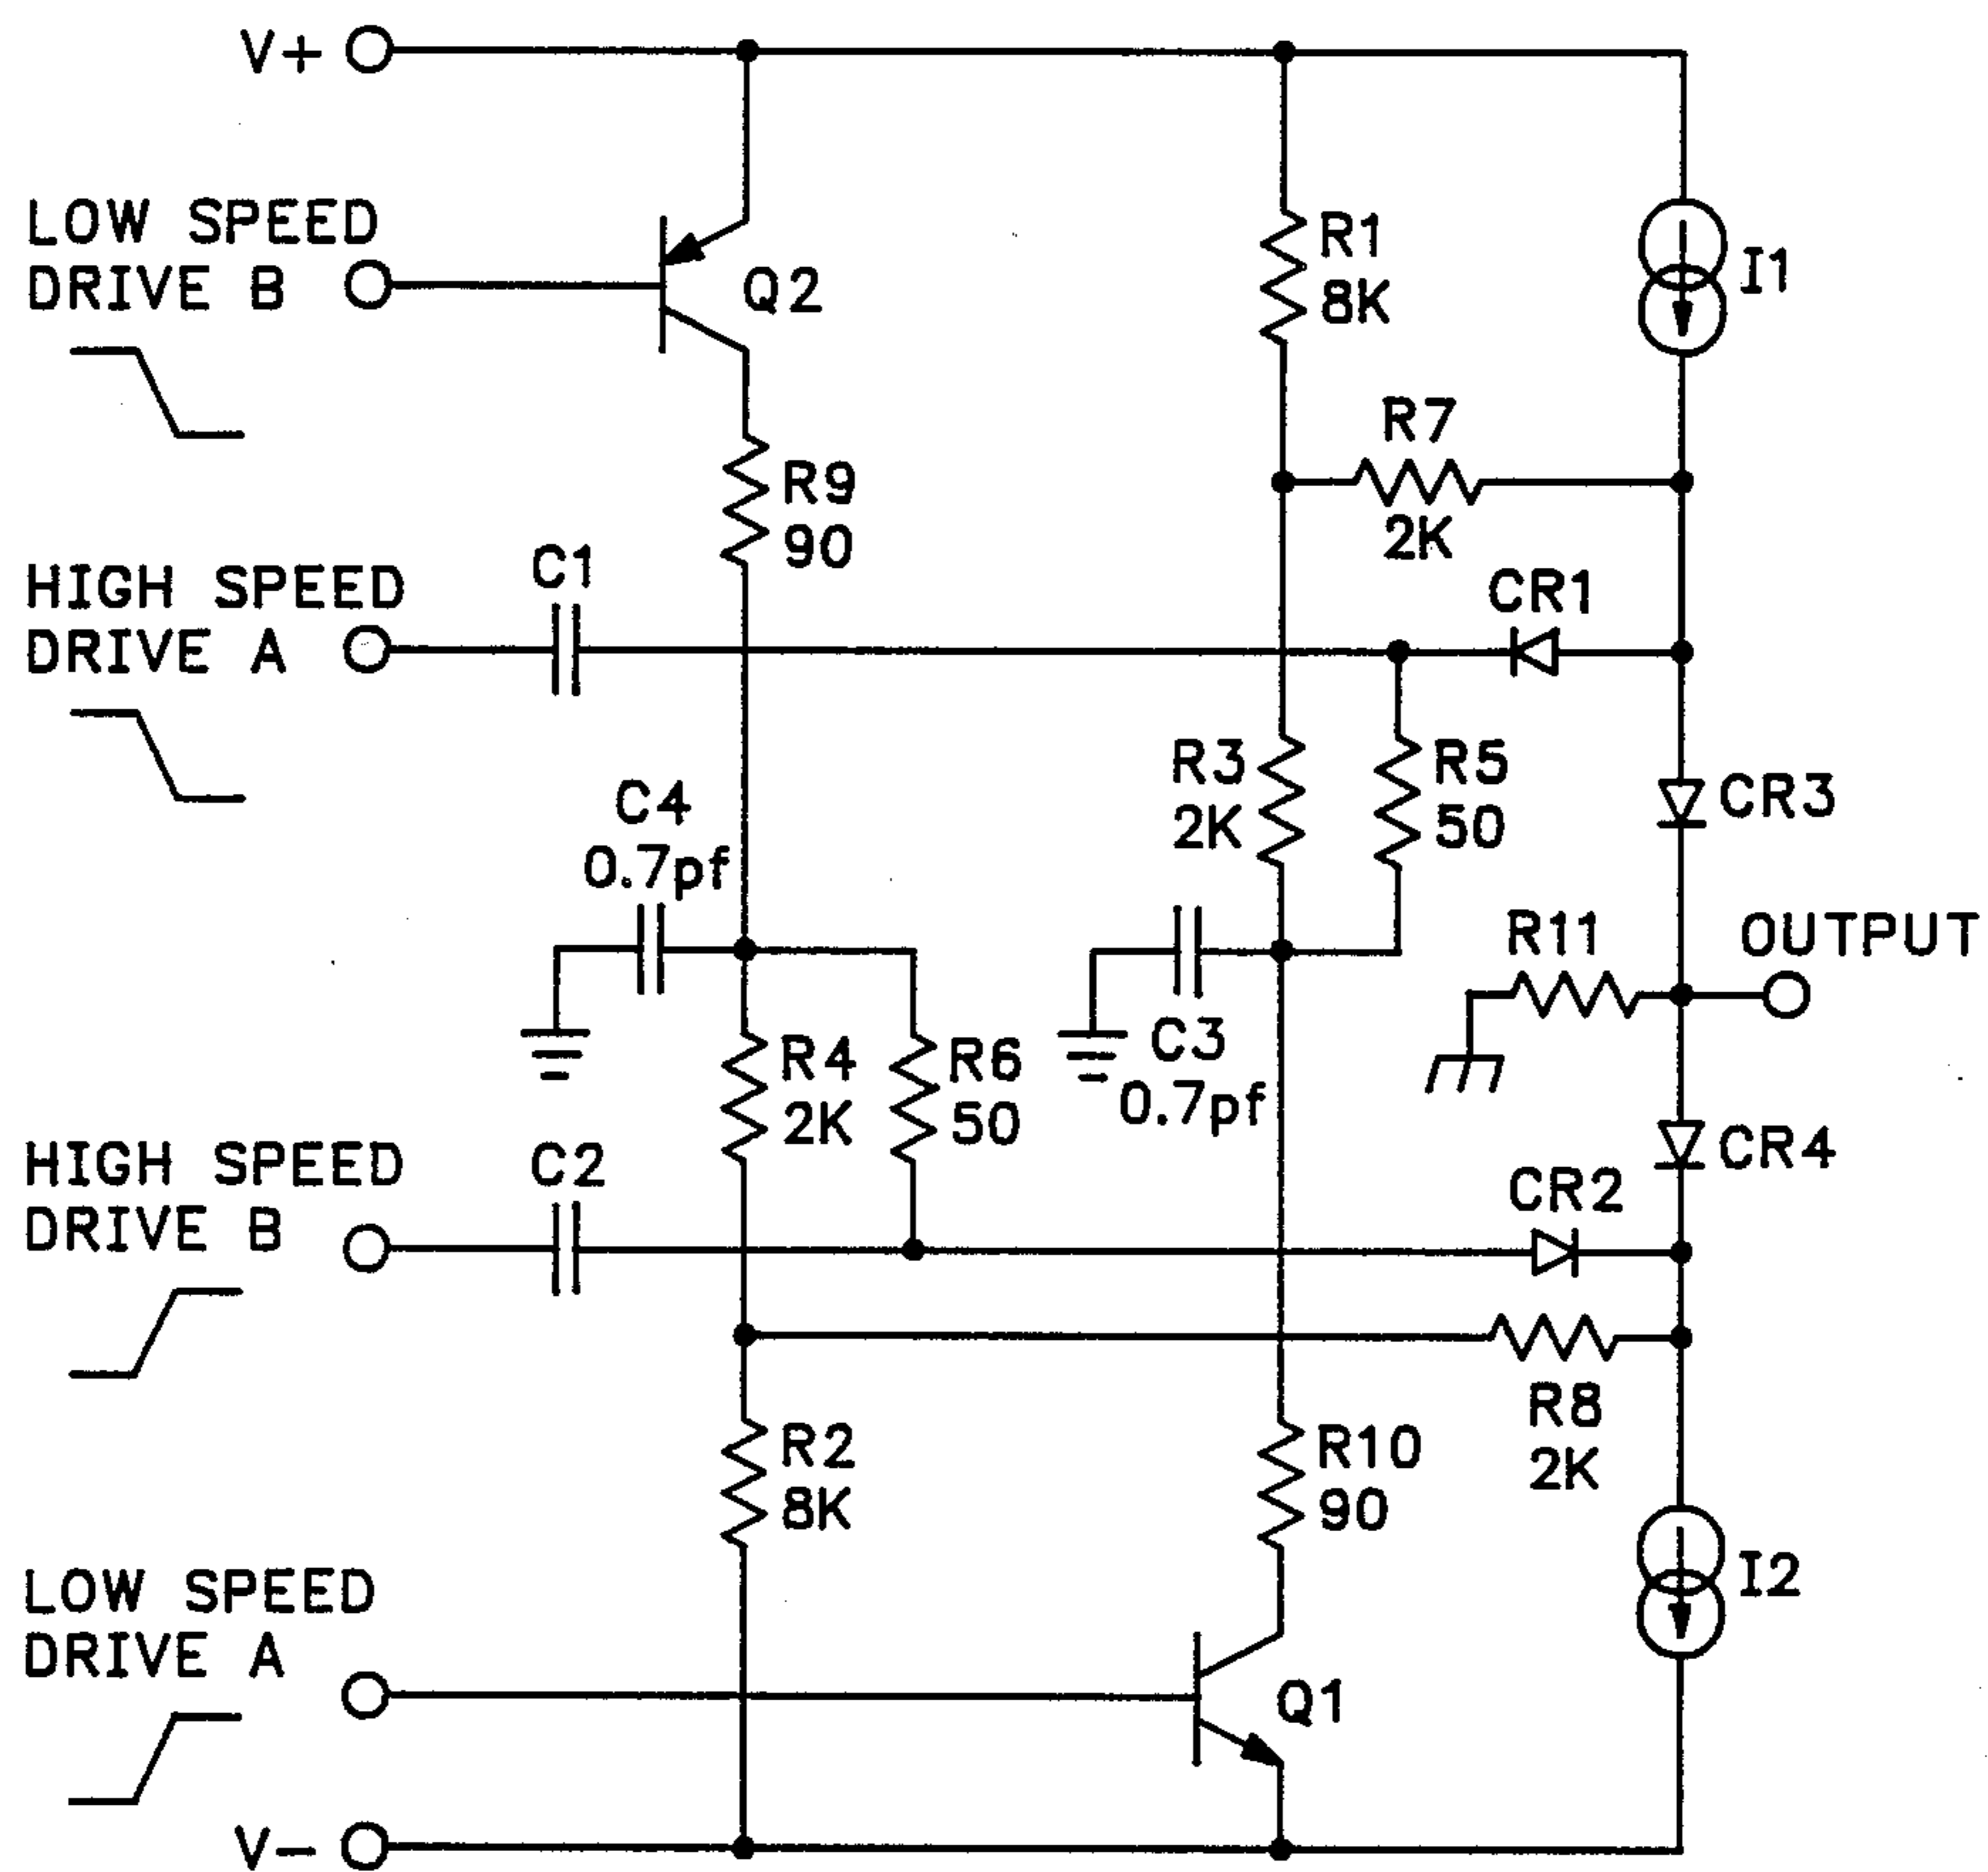 V+
LOW SPEED
DRIVE B
Q2
R1
8K
I1
R7
2K
R9
90
C1
HIGH SPEED
DRIVE A
CR1
R3
2K
R5
50
CR3
C4
0.7pf
R11
OUTPUT
R4
2K
R6
50
C3
0.7pf
CR4
HIGH SPEED
DRIVE B
C2
CR2
R8
2K
R2
8K
R10
90
I2
LOW SPEED
DRIVE A
Q1
V-